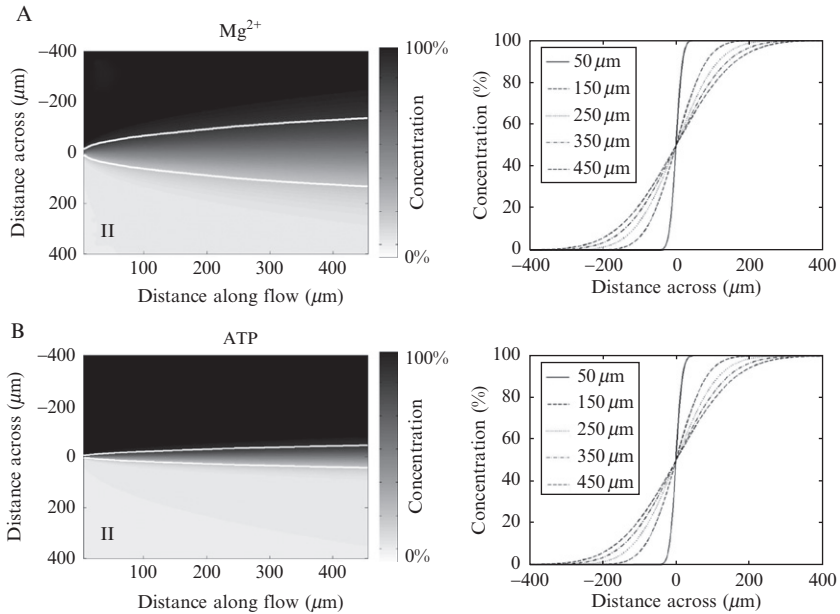 A
Mg2+
−400
−200
0
200
400
Distance across (μm)
II
100
200
300
400
Distance along flow (μm)
100%
0%
Concentration
100
80
60
40
20
0
Concentration (%)
50 μm
150 μm
250 μm
350 μm
450 μm
−400
−200
0
200
400
Distance across (μm)
B
ATP
−400
−200
0
200
400
Distance across (μm)
II
100
200
300
400
Distance along flow (μm)
100%
0%
Concentration
100
80
60
40
20
0
Concentration (%)
50 μm
150 μm
250 μm
350 μm
450 μm
−400
−200
0
200
400
Distance across (μm)